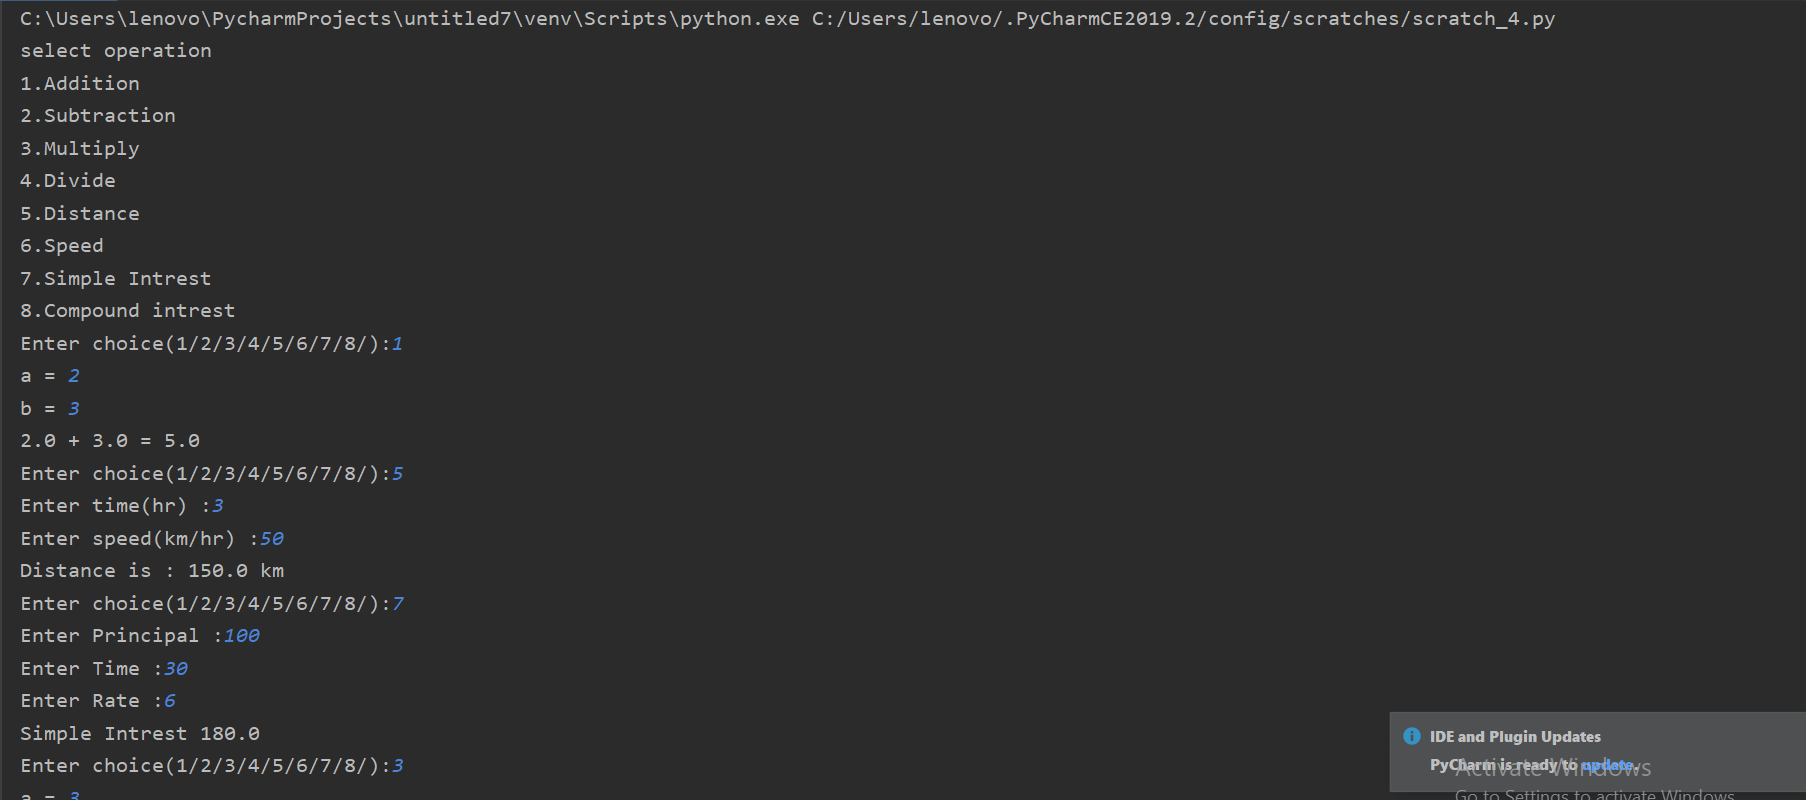 C:\Users\lenovo\PycharmProjects\untitled7\venv\Scripts\python.exe C:/Users/lenovo/.PyCharmCE2019.2/config/scratches/scratch_4.py
select operation
1.Addition
2.Subtraction
3.Multiply
4.Divide
5.Distance
6.Speed
7.Simple Intrest
8.Compound intrest
Enter choice(1/2/3/4/5/6/7/8/):1
a = 2
b = 3
2.0 + 3.0 = 5.0
Enter choice(1/2/3/4/5/6/7/8/):5
Enter time(hr) :3
Enter speed(km/hr) :50
Distance is : 150.0 km
Enter choice(1/2/3/4/5/6/7/8/):7
Enter Principal :100
Enter Time :30
Enter Rate :6
Simple Intrest 180.0
Enter choice(1/2/3/4/5/6/7/8/):3
a = 3
IDE and Plugin Updates
PyCharm is ready to update.
Activate Windows
Go to Settings to activate Windows.